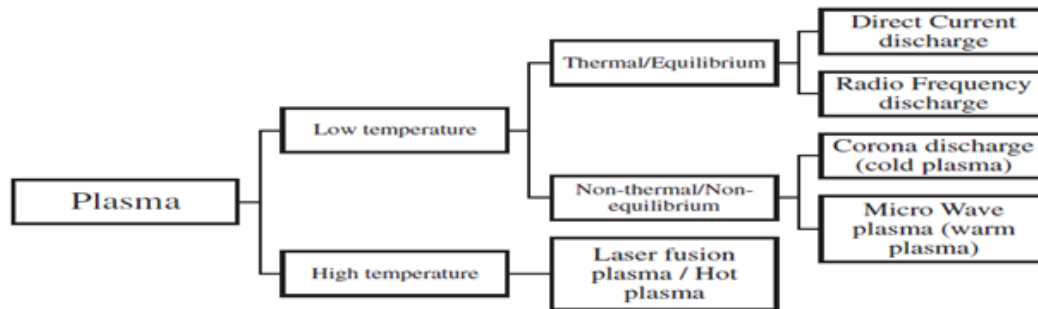 Plasma
Low temperature
High temperature
Thermal/Equilibrium
Non-thermal/Non-
equilibrium
Laser fusion
plasma / Hot
plasma
Direct Current
discharge
Radio Frequency
discharge
Corona discharge
(cold plasma)
Micro Wave
plasma (warm
plasma)